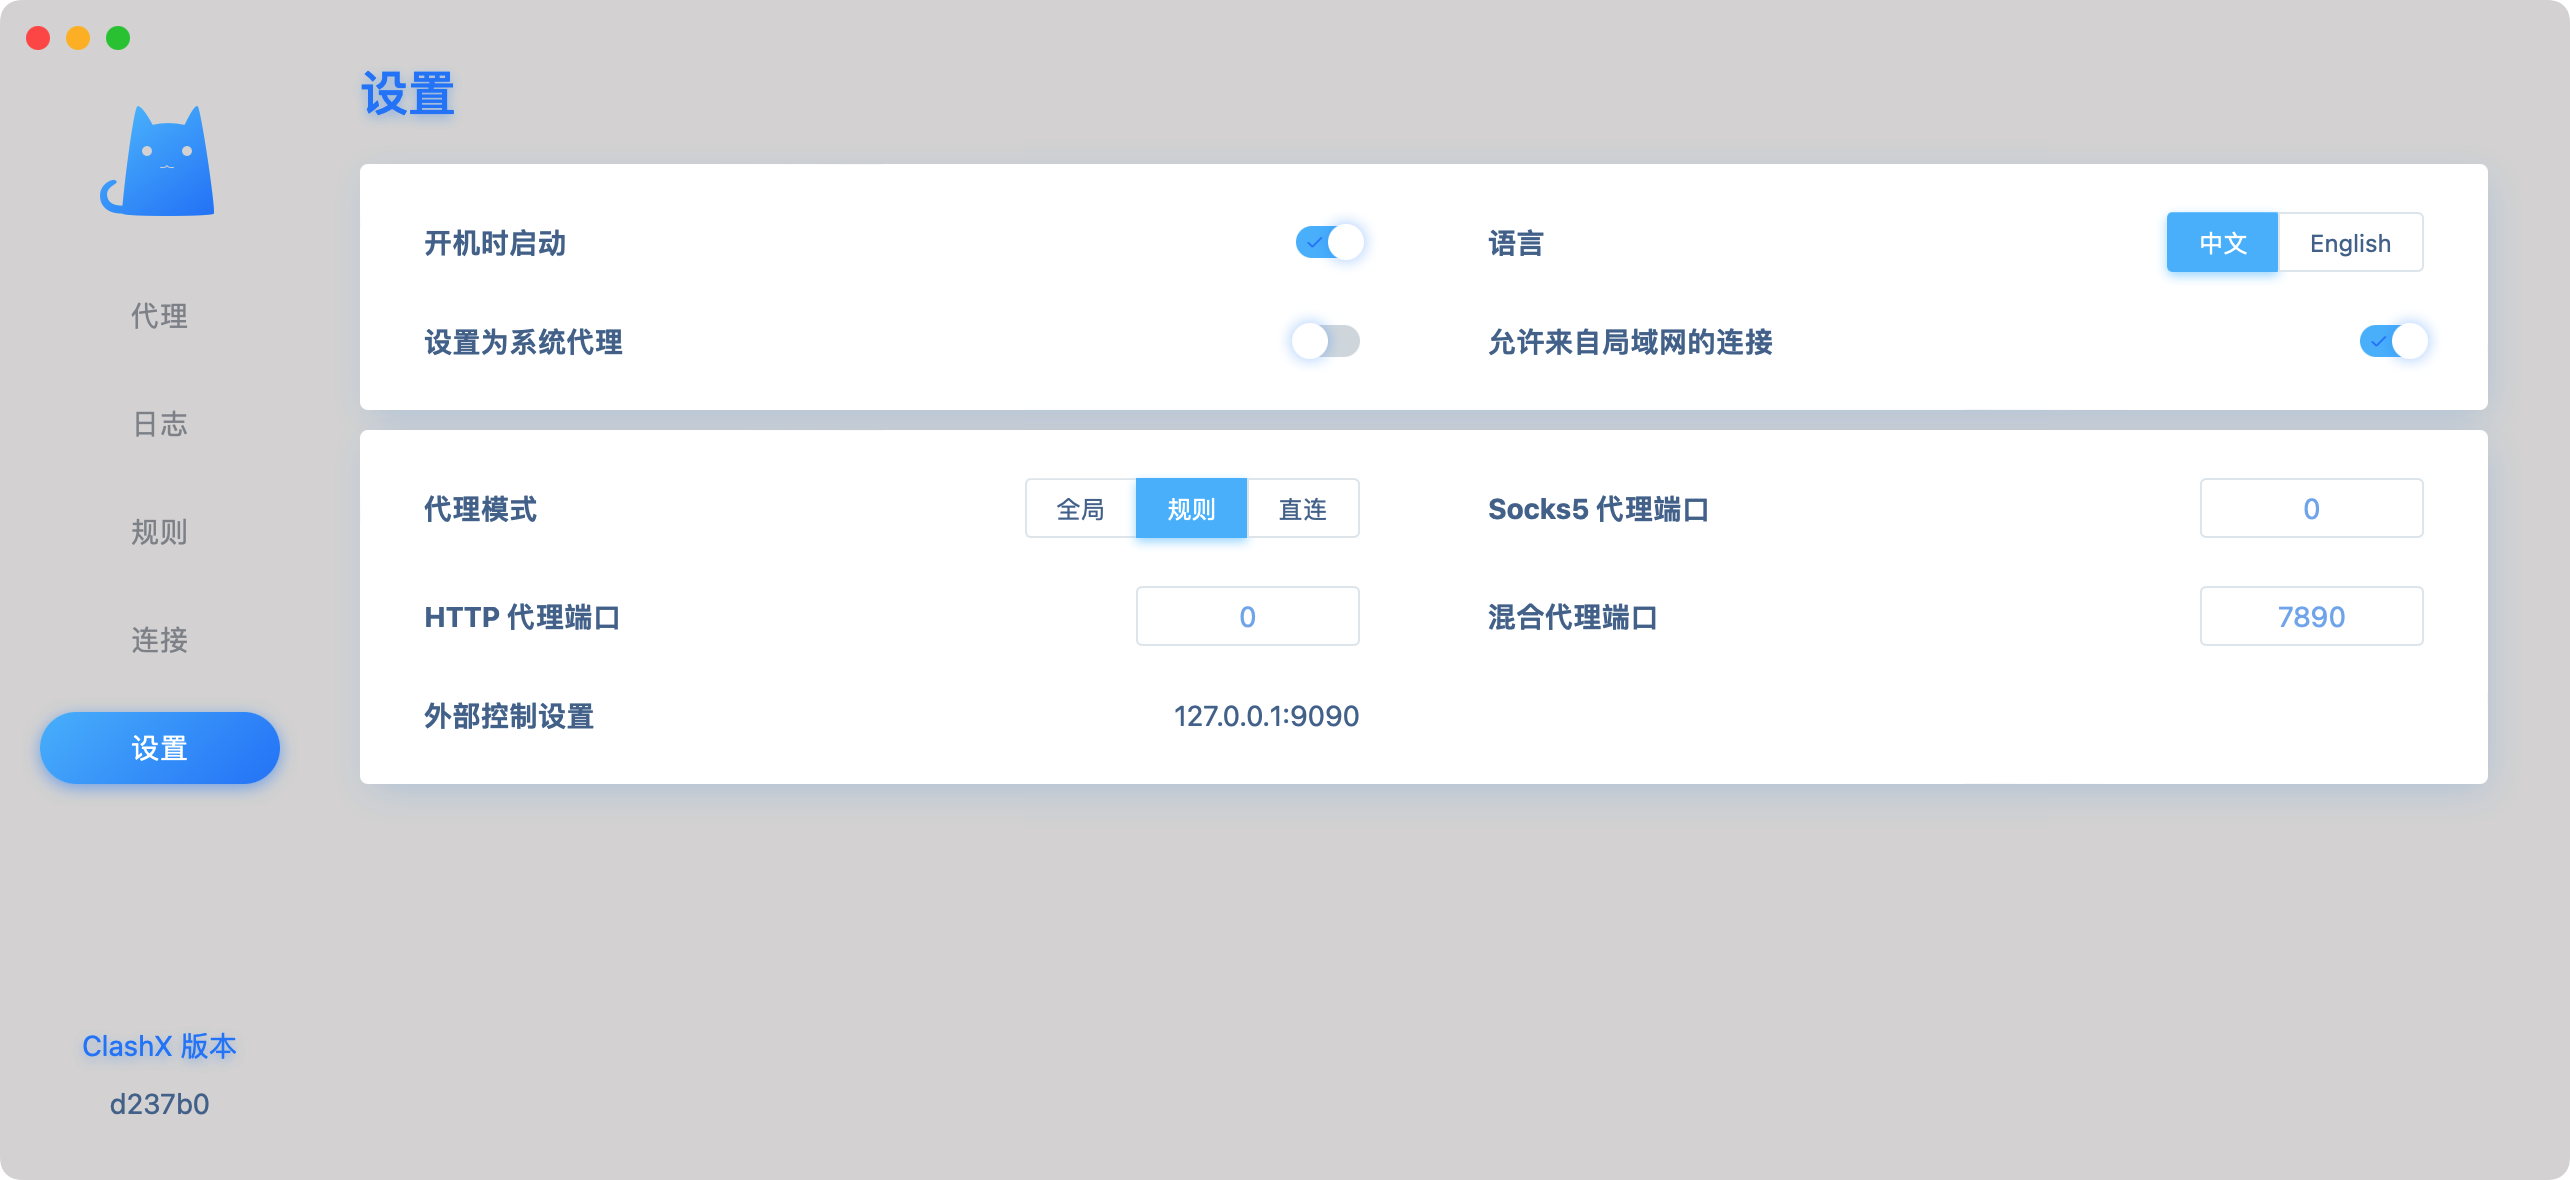 设置
代理
日志
规则
连接
设置
ClashX 版本
d237b0
开机时启动
语言 中文 English
设置为系统代理
允许来自局域网的连接
代理模式 全局 规则 直连
Socks5 代理端口 0
HTTP 代理端口 0
混合代理端口 7890
外部控制设置 127.0.0.1:9090